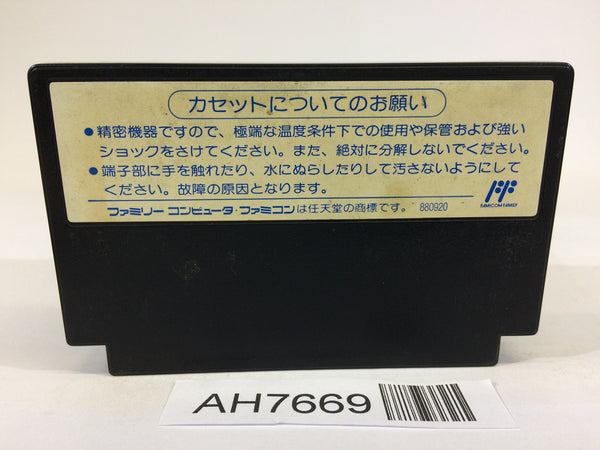 カセットについてのお願い
●精密機器ですので、極端な温度条件下での使用や保管および強い
ショックをさけてください。また、絶対に分解しないでください。
●端子部に手を触れたり、水にぬらしたりして汚さないようにして
ください。故障の原因となります。
FAMICOM FAMILY
ファミリー コンピュータ・ファミコンは任天堂の商標です。 880920
AH7669